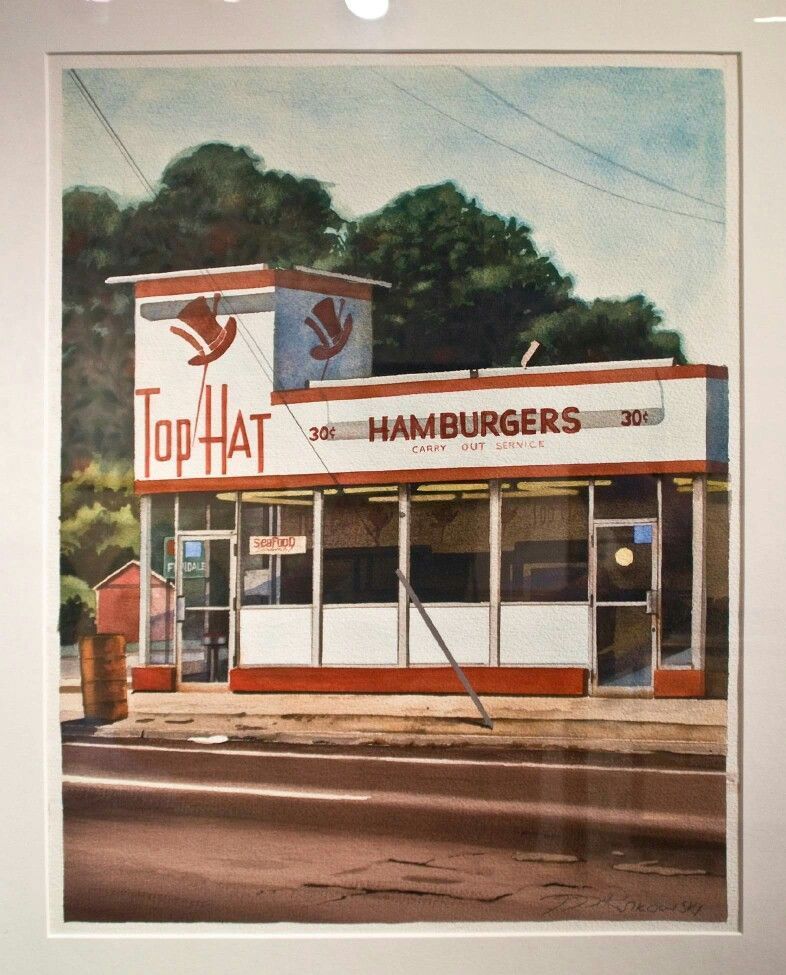 Top HAT
30¢ HAMBURGERS 30¢
CARRY OUT SERVICE
SEAFOOD